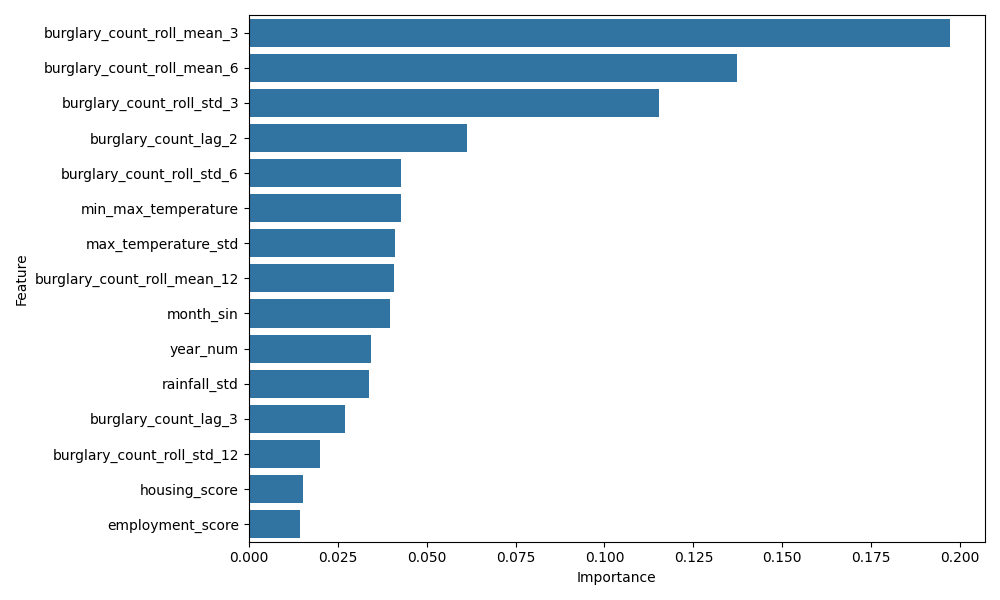 burglary_count_roll_mean_3
burglary_count_roll_mean_6
burglary_count_roll_std_3
burglary_count_lag_2
burglary_count_roll_std_6
min_max_temperature
max_temperature_std
burglary_count_roll_mean_12
month_sin
year_num
rainfall_std
burglary_count_lag_3
burglary_count_roll_std_12
housing_score
employment_score
Feature
0.000 0.025 0.050 0.075 0.100 0.125 0.150 0.175 0.200
Importance